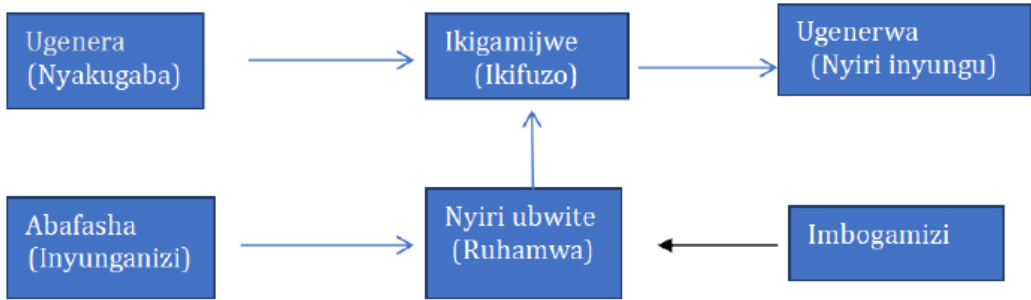 Ugenera
(Nyakugaba)
Ikigamijwe
(Ikifuzo)
Ugenerwa
(Nyiri inyungu)
Abafasha
(Inyunganizi)
Nyiri ubwite
(Ruhamwa)
Imbogamizi